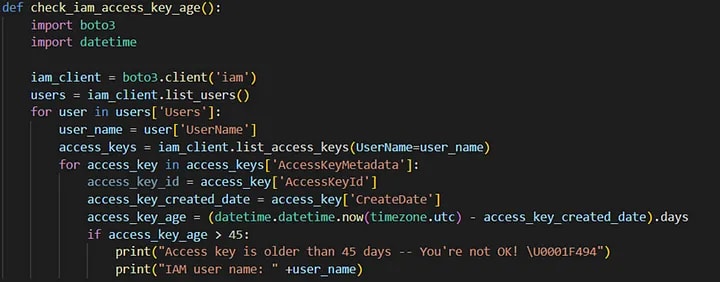 def check_iam_access_key_age():
    import boto3
    import datetime

    iam_client = boto3.client('iam')
    users = iam_client.list_users()
    for user in users['Users']:
        user_name = user['UserName']
        access_keys = iam_client.list_access_keys(UserName=user_name)
        for access_key in access_keys['AccessKeyMetadata']:
            access_key_id = access_key['AccessKeyId']
            access_key_created_date = access_key['CreateDate']
            access_key_age = (datetime.datetime.now(timezone.utc) - access_key_created_date).days
            if access_key_age > 45:
                print("Access key is older than 45 days -- You're not OK! \U0001F494")
                print("IAM user name: " +user_name)